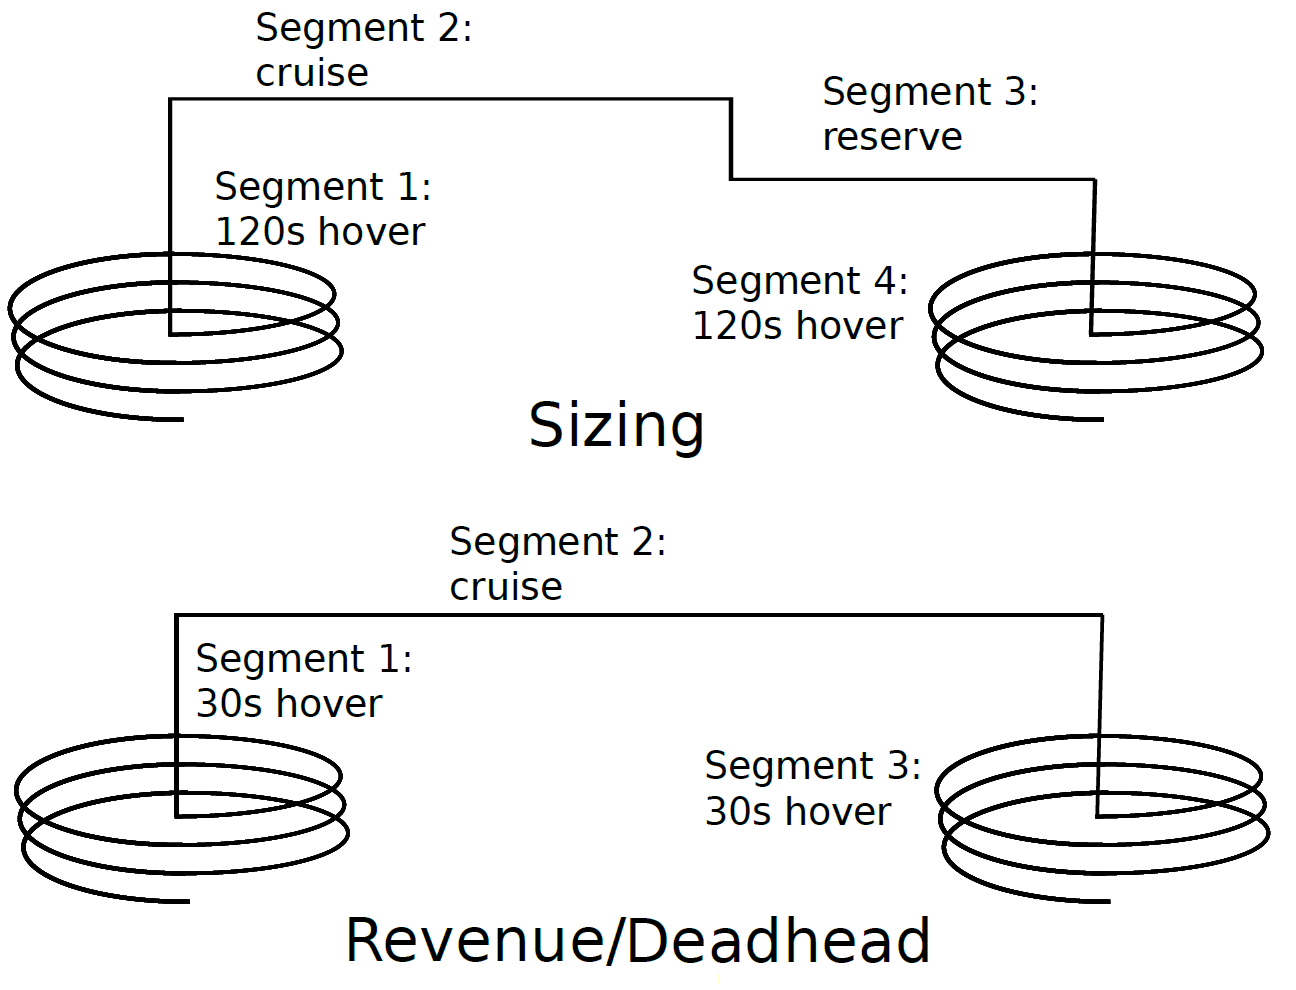 Segment 2:
cruise
Segment 3:
reserve
Segment 1:
120s hover
Segment 4:
120s hover
Sizing
Segment 2:
cruise
Segment 1:
30s hover
Segment 3:
30s hover
Revenue/Deadhead